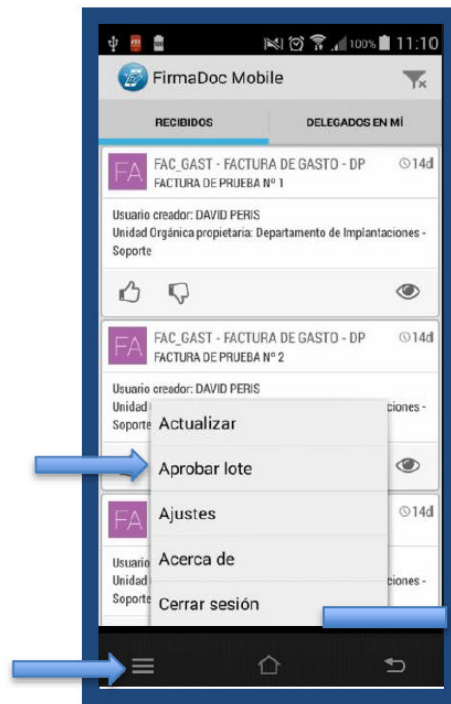 100% 11:10
FirmaDoc Mobile
RECIBIDOS DELEGADOS EN MÍ
FA FAC_GAST - FACTURA DE GASTO - DP 14d
FACTURA DE PRUEBA Nº 1
Usuario creador: DAVID PERIS
Unidad Orgánica propietaria: Departamento de Implantaciones -
Soporte
FA FAC_GAST - FACTURA DE GASTO - DP 14d
FACTURA DE PRUEBA Nº 2
Usuario creador: DAVID PERIS
Unidad ciones -
Soporte
Actualizar
Aprobar lote
FA 14d
Ajustes
Usuario
Acerca de
Unidad ciones -
Soporte
Cerrar sesión